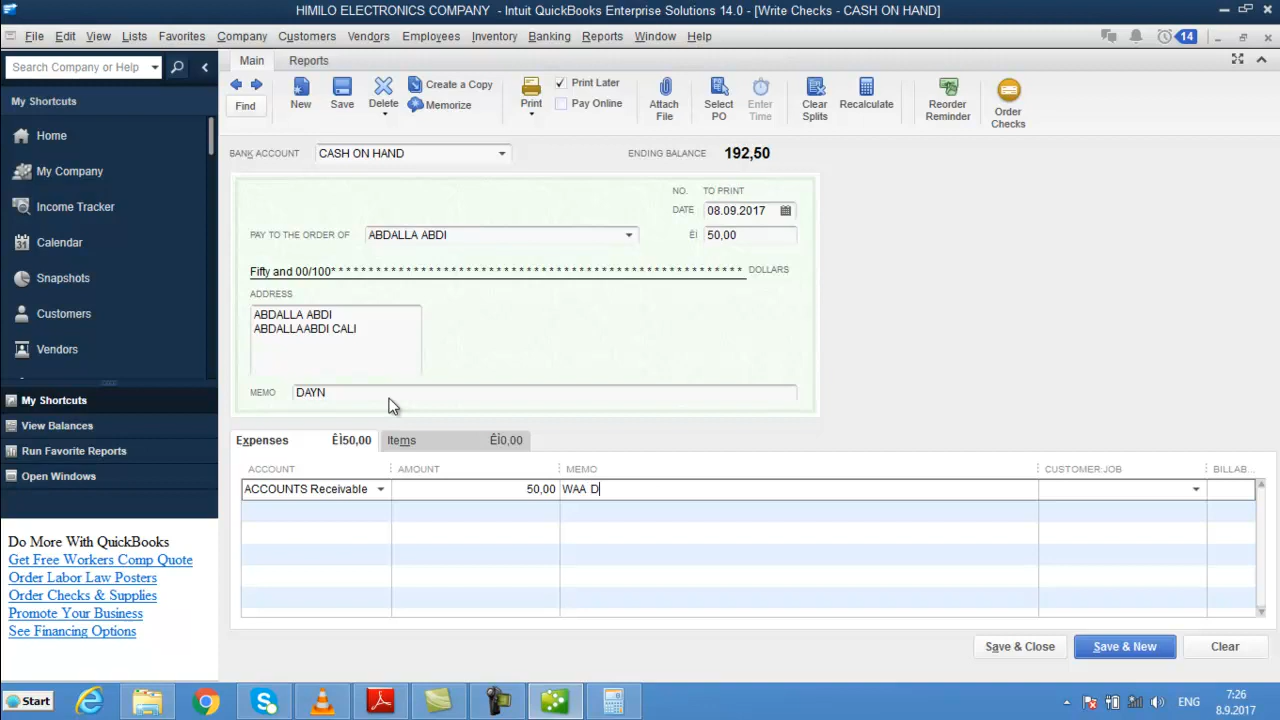 HIMILO ELECTRONICS COMPANY - Intuit QuickBooks Enterprise Solutions 14.0 - [Write Checks - CASH ON HAND]
File Edit View Lists Favorites Company Customers Vendors Employees Inventory Banking Reports Window Help 14
Search Company or Help
My Shortcuts
Home
My Company
Income Tracker
Calendar
Snapshots
Customers
Vendors
My Shortcuts
View Balances
Run Favorite Reports
Open Windows
Do More With QuickBooks
Get Free Workers Comp Quote
Order Labor Law Posters
Order Checks & Supplies
Promote Your Business
See Financing Options
Main Reports
Find New Save Delete Create a Copy Memorize Print Print Later Pay Online Attach File Select PO Enter Time Clear Splits Recalculate Reorder Reminder Order Checks
BANK ACCOUNT CASH ON HAND ENDING BALANCE 192,50
NO. TO PRINT
DATE 08.09.2017
PAY TO THE ORDER OF ABDALLA ABDI ÊÌ 50,00
Fifty and 00/100* * * * * * * * * * * * * * * * * * * * * * * * * * * * * * * * * * * * * * * * * * * * * * * * * * * * * DOLLARS
ADDRESS
ABDALLA ABDI
ABDALLAABDI CALI
MEMO DAYN
Expenses ÊÌ50,00 Items ÊÌ0,00
ACCOUNT AMOUNT MEMO CUSTOMER:JOB BILLAB...
ACCOUNTS Receivable 50,00 WAA D
Save & Close Save & New Clear
Start ENG 7:26
8.9.2017